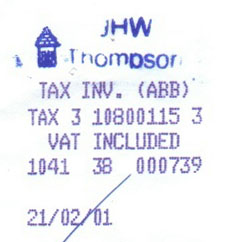 JHW
Thompson
TAX INV. (ABB)
TAX 3 10800115 3
VAT INCLUDED
1041 38 000739
21/02/01